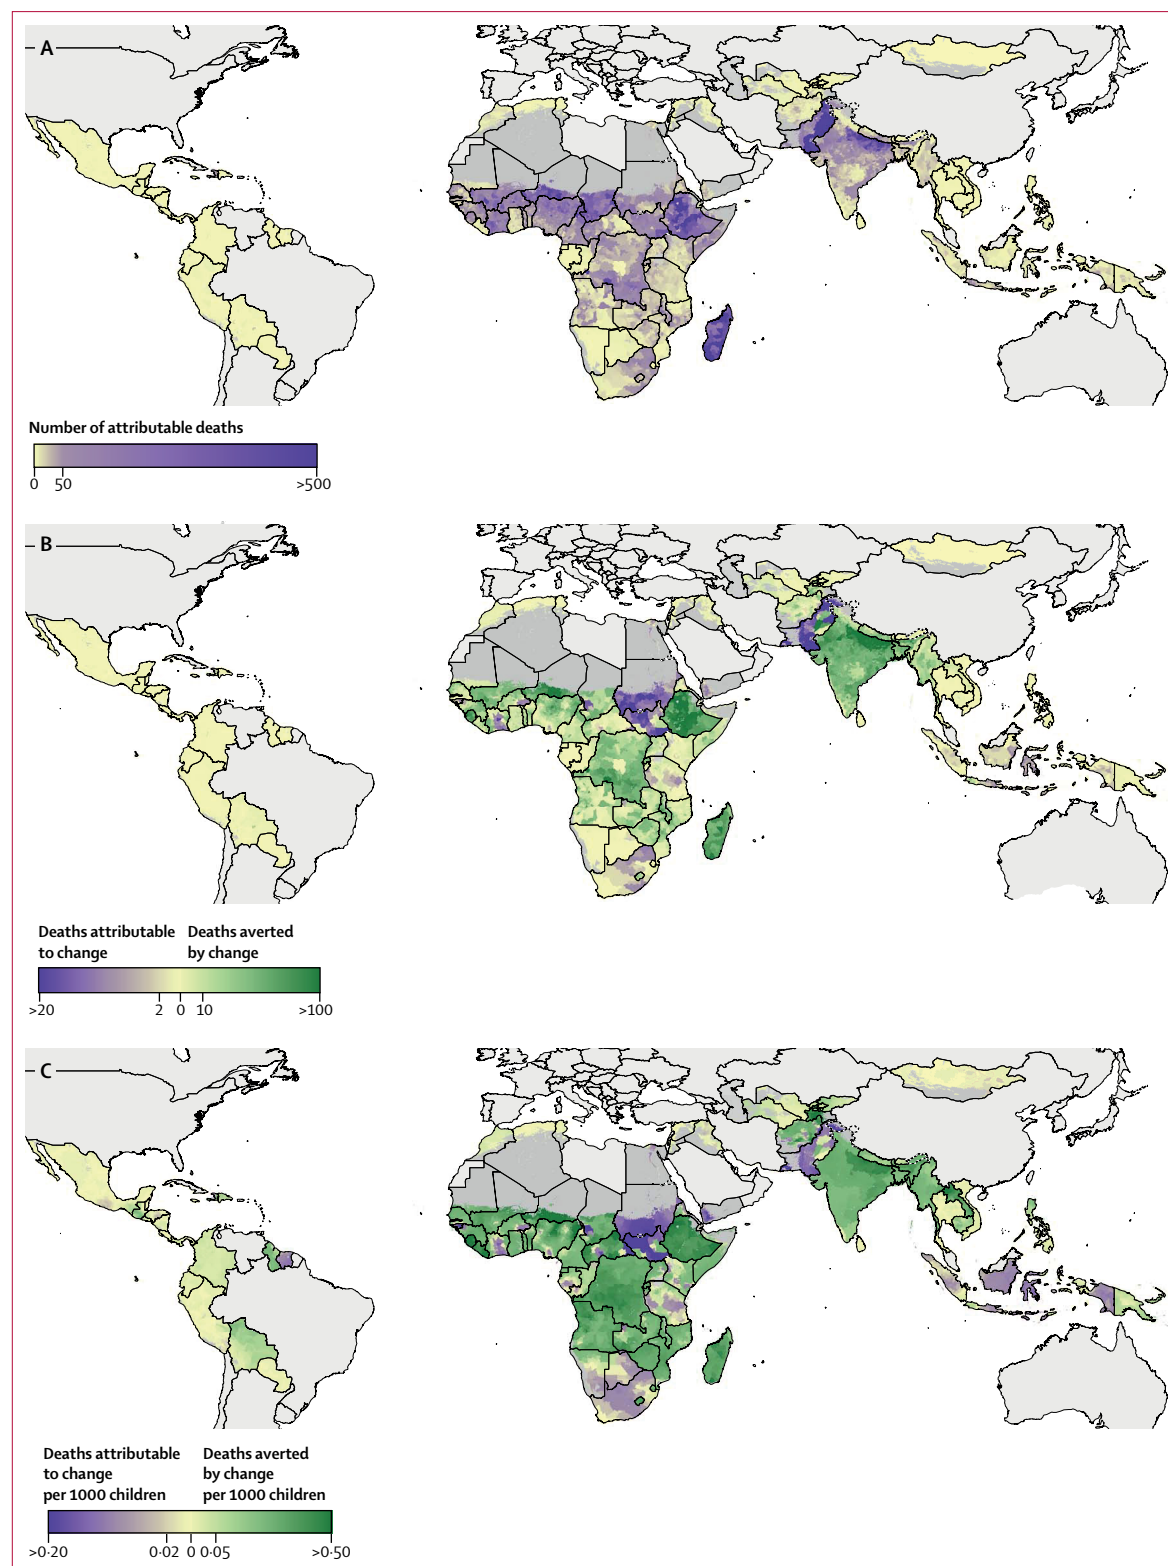 A
Number of attributable deaths
0 50 >500
B
Deaths attributable to change
Deaths averted by change
>20 2 0 10 >100
C
Deaths attributable to change per 1000 children
Deaths averted by change per 1000 children
>0·20 0·02 0 0·05 >0·50